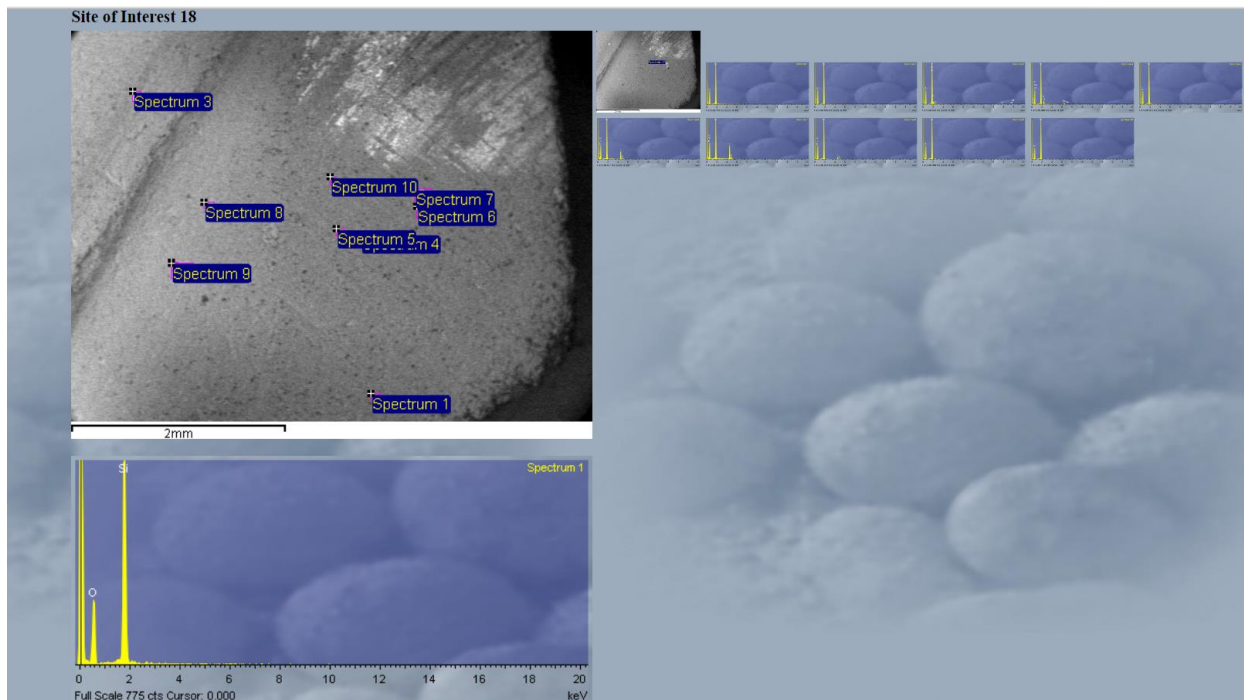 Site of Interest 18
Spectrum 3
Spectrum 10
Spectrum 7
Spectrum 8
Spectrum 6
Spectrum 5
Spectrum 9
Spectrum 1
2mm
Spectrum 1
Si
O
0 2 4 6 8 10 12 14 16 18 20
Full Scale 775 cts Cursor: 0.000 keV